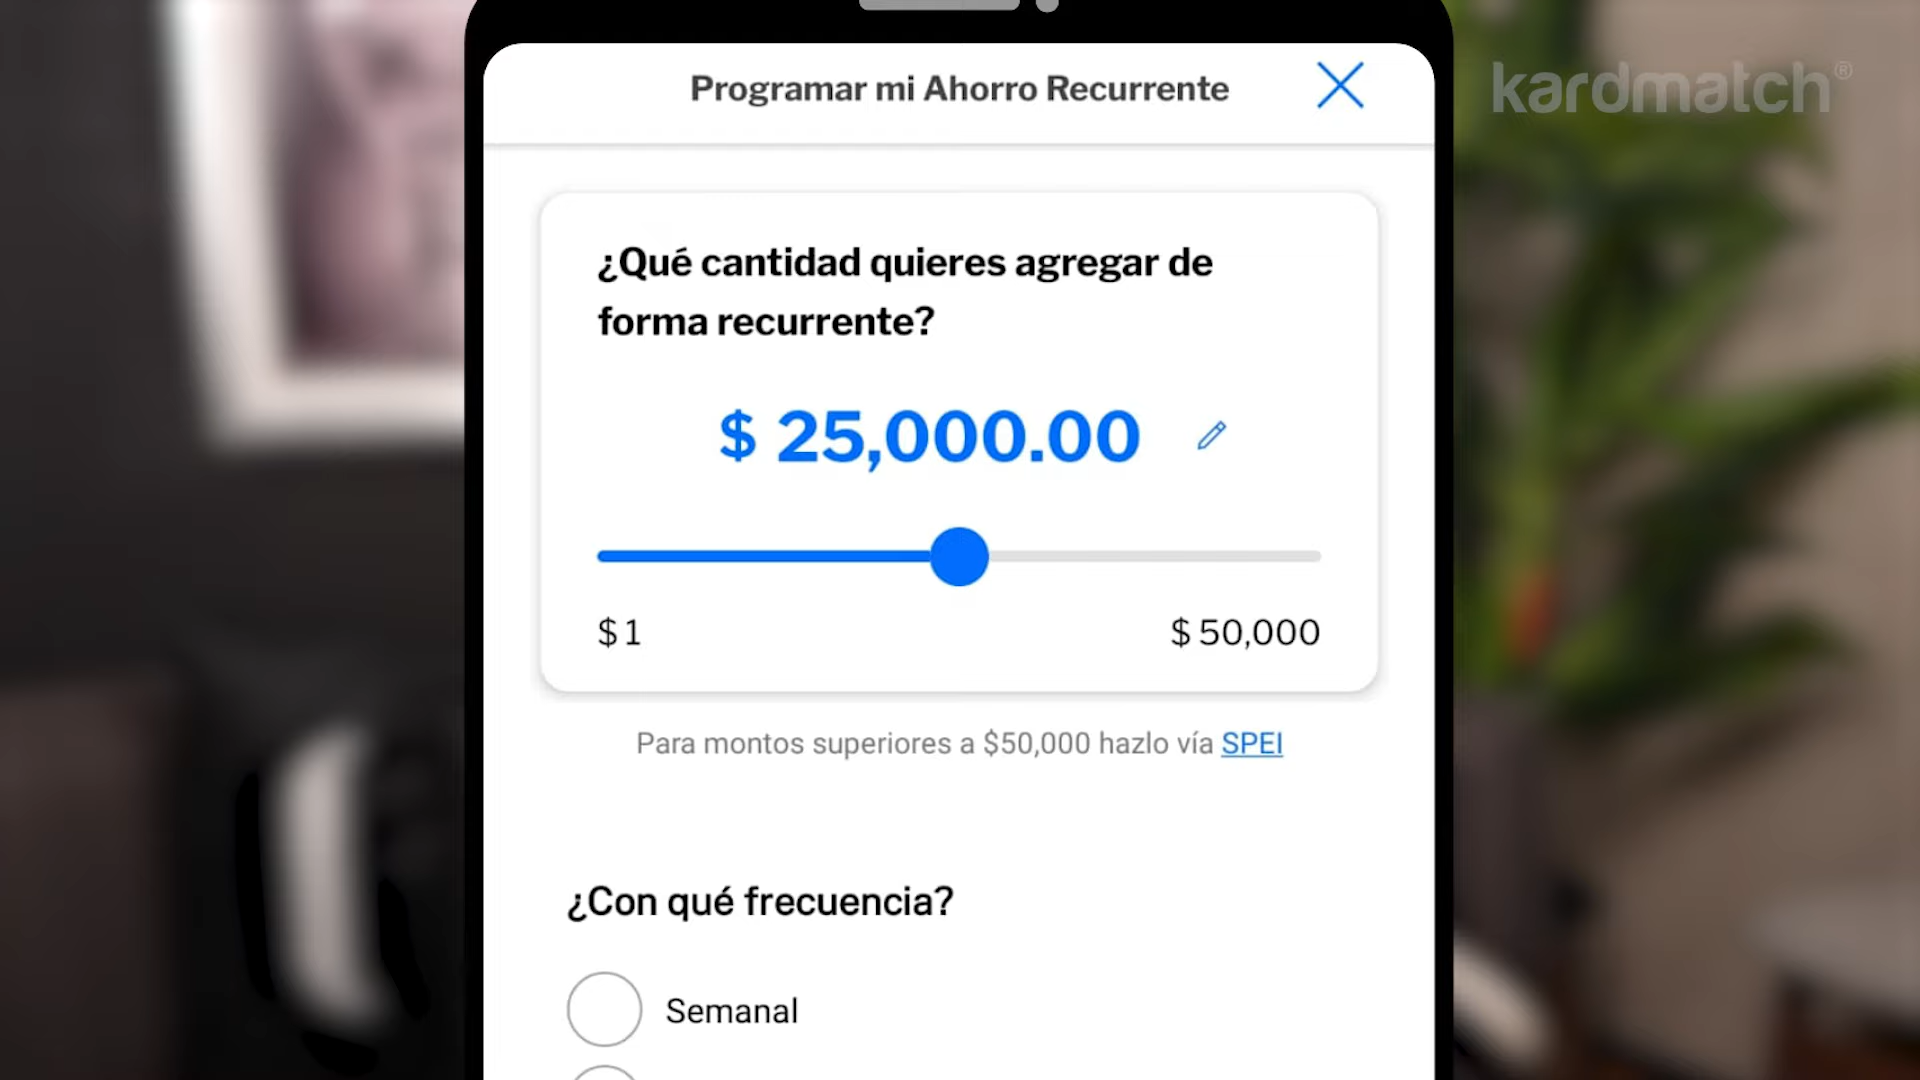 Programar mi Ahorro Recurrente
kardmatch®
¿Qué cantidad quieres agregar de
forma recurrente?
$ 25,000.00
$ 1
$ 50,000
Para montos superiores a $50,000 hazlo vía SPEI
¿Con qué frecuencia?
Semanal